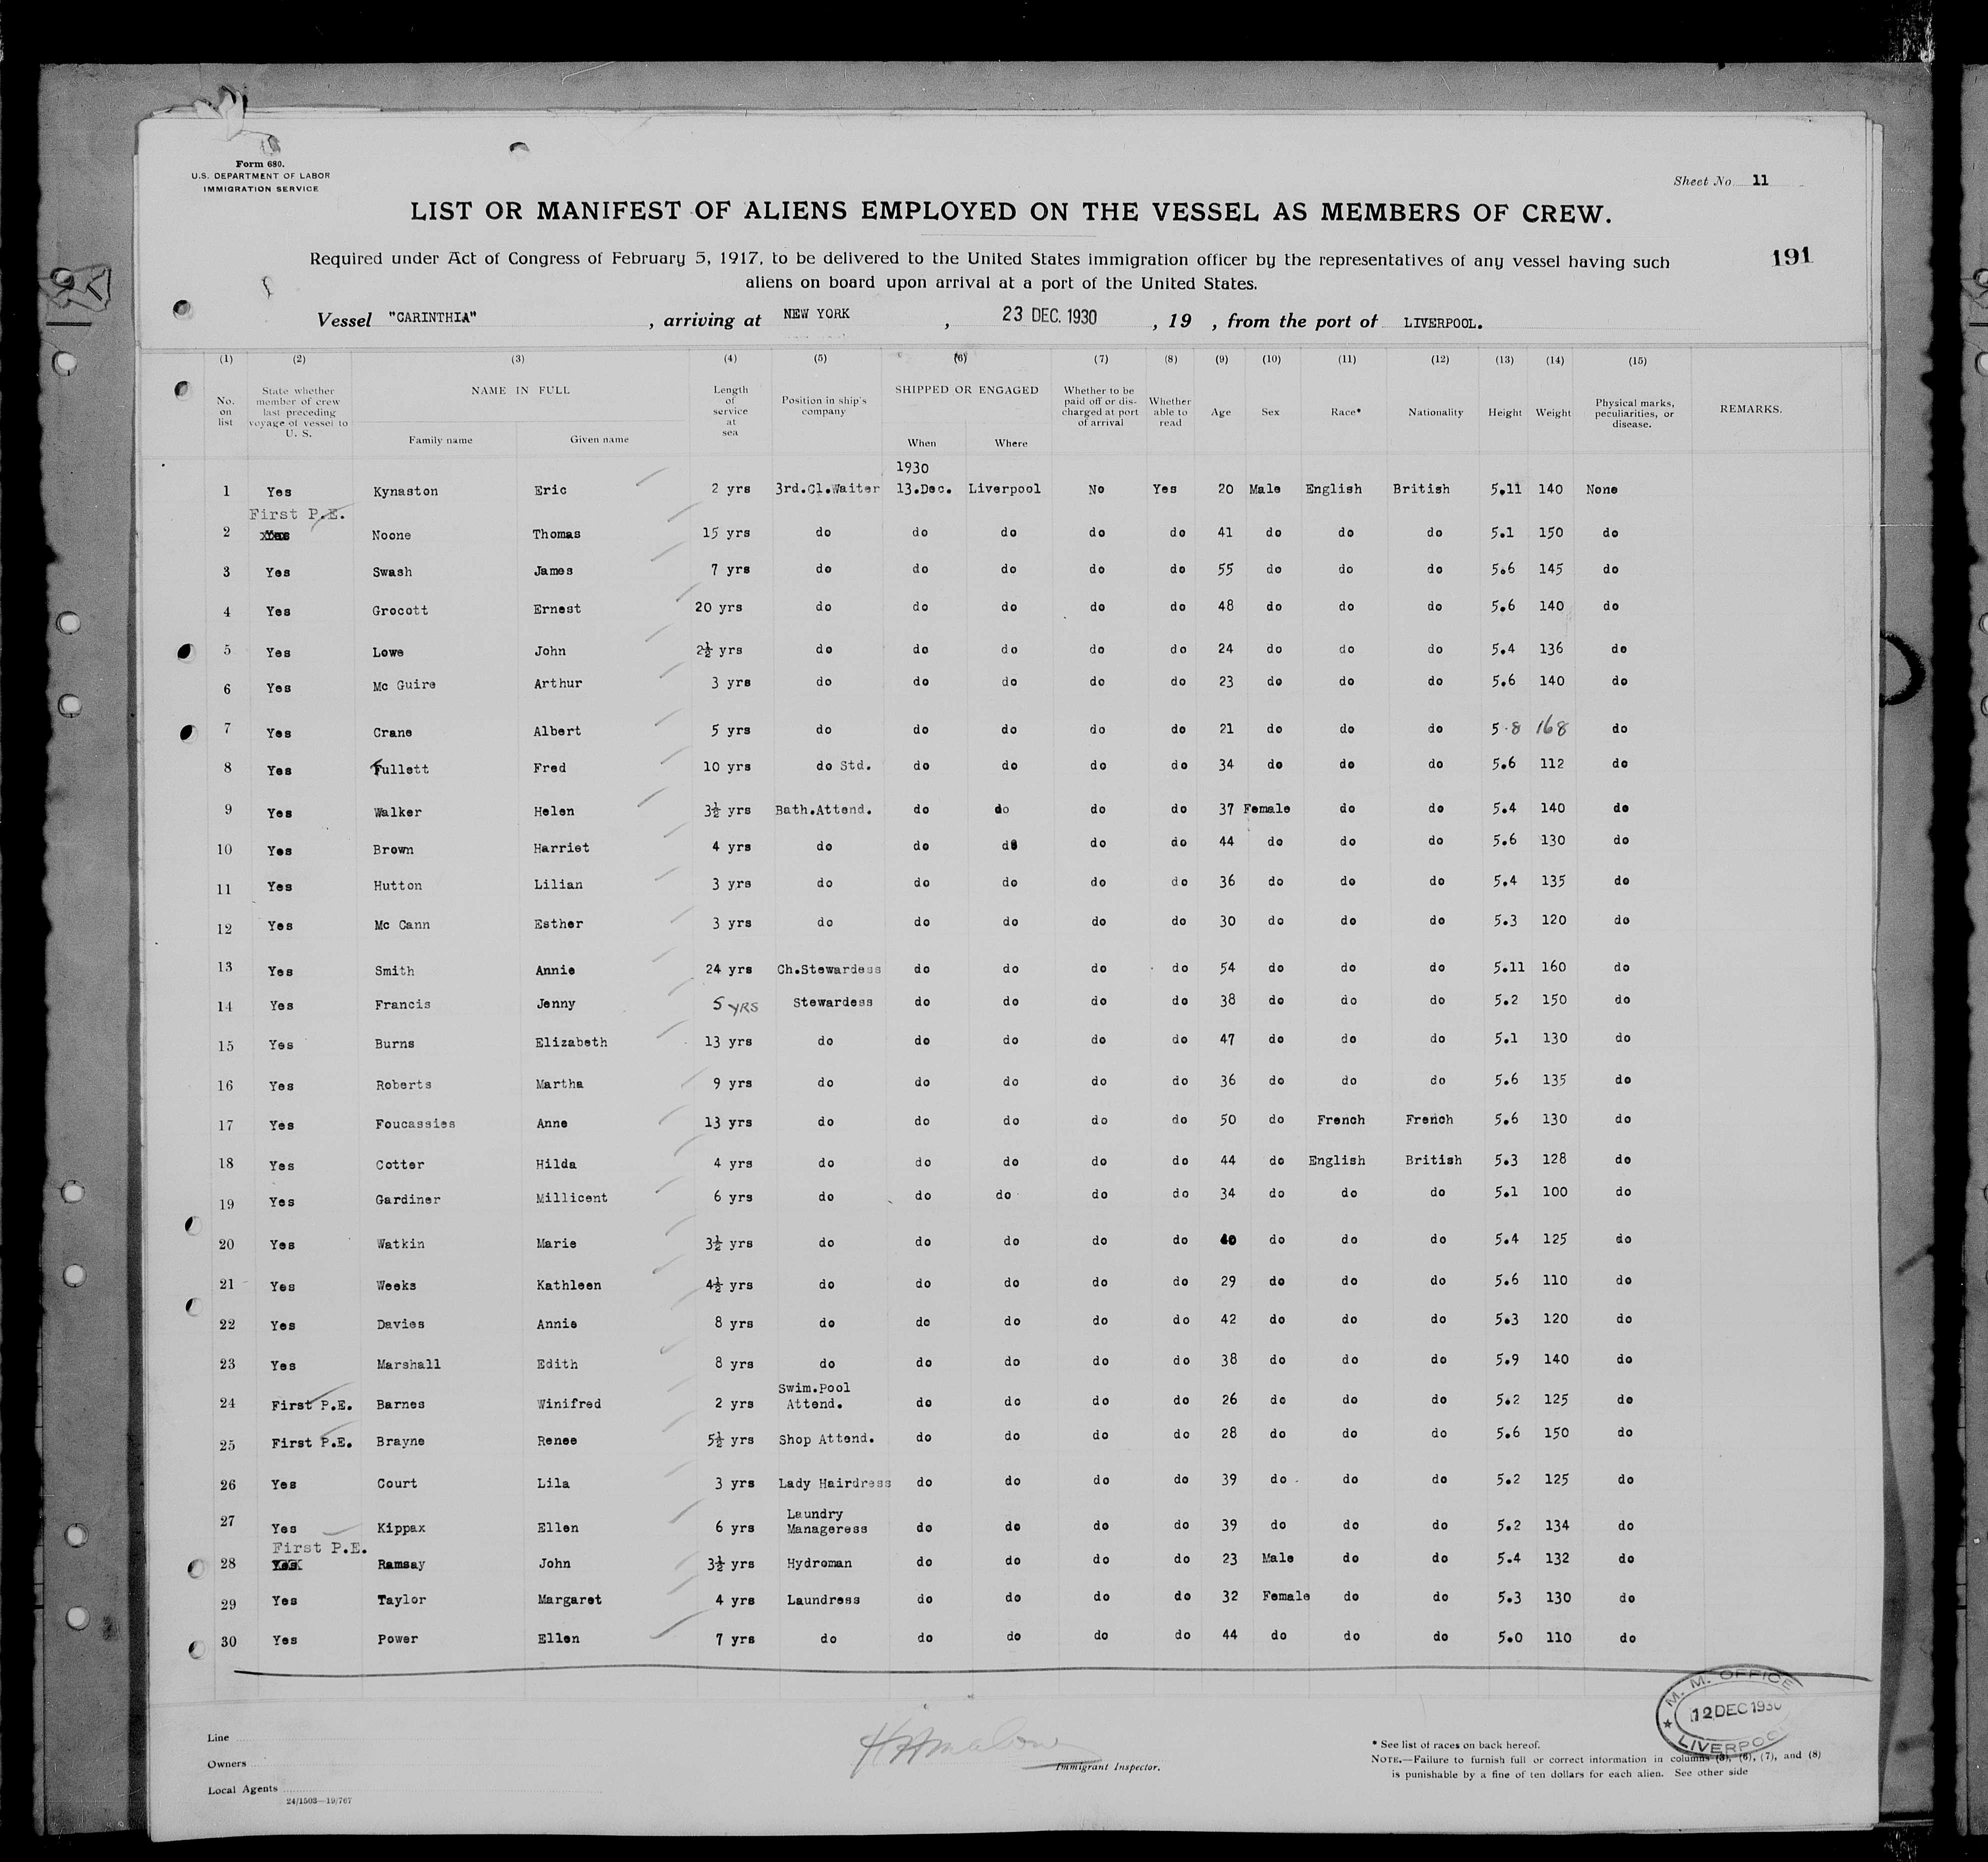 Form 680.
U.S. DEPARTMENT OF LABOR
IMMIGRATION SERVICE
Sheet No. 11
LIST OR MANIFEST OF ALIENS EMPLOYED ON THE VESSEL AS MEMBERS OF CREW.
191
Required under Act of Congress of February 5, 1917, to be delivered to the United States immigration officer by the representatives of any vessel having such
aliens on board upon arrival at a port of the United States.
Vessel "CARINTHIA" , arriving at NEW YORK , 23 DEC. 1930 , 19 , from the port of LIVERPOOL.
(1) (2) (3) (4) (5) (6) (7) (8) (9) (10) (11) (12) (13) (14) (15)
No. on list State whether member of crew last preceding voyage of vessel to U. S. NAME IN FULL Family name Given name Length of service at sea Position in ship's company SHIPPED OR ENGAGED When Where Whether to be paid off or discharged at port of arrival Whether able to read Age Sex Race* Nationality Height Weight Physical marks, peculiarities, or disease. REMARKS.
1930
1 Yes Kynaston Eric 2 yrs 3rd.Cl.Waiter 13.Dec. Liverpool No Yes 20 Male English British 5.11 140 None
First P.E.
2 Yes Noone Thomas 15 yrs do do do do do 41 do do do 5.1 150 do
3 Yes Swash James 7 yrs do do do do do 55 do do do 5.6 145 do
4 Yes Grocott Ernest 20 yrs do do do do do 48 do do do 5.6 140 do
5 Yes Lowe John 2½ yrs do do do do do 24 do do do 5.4 136 do
6 Yes Mc Guire Arthur 3 yrs do do do do do 23 do do do 5.6 140 do
7 Yes Crane Albert 5 yrs do do do do do 21 do do do 5.8 168 do
8 Yes Fullett Fred 10 yrs do Std. do do do do 34 do do do 5.6 112 do
9 Yes Walker Helen 3½ yrs Bath.Attend. do do do do 37 Female do do 5.4 140 do
10 Yes Brown Harriet 4 yrs do do do do do 44 do do do 5.6 130 do
11 Yes Hutton Lilian 3 yrs do do do do do 36 do do do 5.4 135 do
12 Yes Mc Cann Esther 3 yrs do do do do do 30 do do do 5.3 120 do
13 Yes Smith Annie 24 yrs Ch.Stewardess do do do do 54 do do do 5.11 160 do
14 Yes Francis Jenny 5 YRS Stewardess do do do do 38 do do do 5.2 150 do
15 Yes Burns Elizabeth 13 yrs do do do do do 47 do do do 5.1 130 do
16 Yes Roberts Martha 9 yrs do do do do do 36 do do do 5.6 135 do
17 Yes Foucassies Anne 13 yrs do do do do do 50 do French French 5.6 130 do
18 Yes Cotter Hilda 4 yrs do do do do do 44 do English British 5.3 128 do
19 Yes Gardiner Millicent 6 yrs do do do do do 34 do do do 5.1 100 do
20 Yes Watkin Marie 3½ yrs do do do do do 40 do do do 5.4 125 do
21 Yes Weeks Kathleen 4½ yrs do do do do do 29 do do do 5.6 110 do
22 Yes Davies Annie 8 yrs do do do do do 42 do do do 5.3 120 do
23 Yes Marshall Edith 8 yrs do do do do do 38 do do do 5.9 140 do
24 First P.E. Barnes Winifred 2 yrs Swim.Pool Attend. do do do do 26 do do do 5.2 125 do
25 First P.E. Brayne Renee 5½ yrs Shop Attend. do do do do 28 do do do 5.6 150 do
26 Yes Court Lila 3 yrs Lady Hairdress do do do do 39 do do do 5.2 125 do
27 Yes Kippax Ellen 6 yrs Laundry Manageress do do do do 39 do do do 5.2 134 do
First P.E.
28 Yes Ramsay John 3½ yrs Hydroman do do do do 23 Male do do 5.4 132 do
29 Yes Taylor Margaret 4 yrs Laundress do do do do 32 Female do do 5.3 130 do
30 Yes Power Ellen 7 yrs do do do do do 44 do do do 5.0 110 do
M. M. OFFICE
12 DEC 1930
LIVERPOOL
Line
Owners
Local Agents
24/1503—19/767
Immigrant Inspector.
* See list of races on back hereof.
NOTE.—Failure to furnish full or correct information in columns (3), (6), (7), and (8)
is punishable by a fine of ten dollars for each alien. See other side